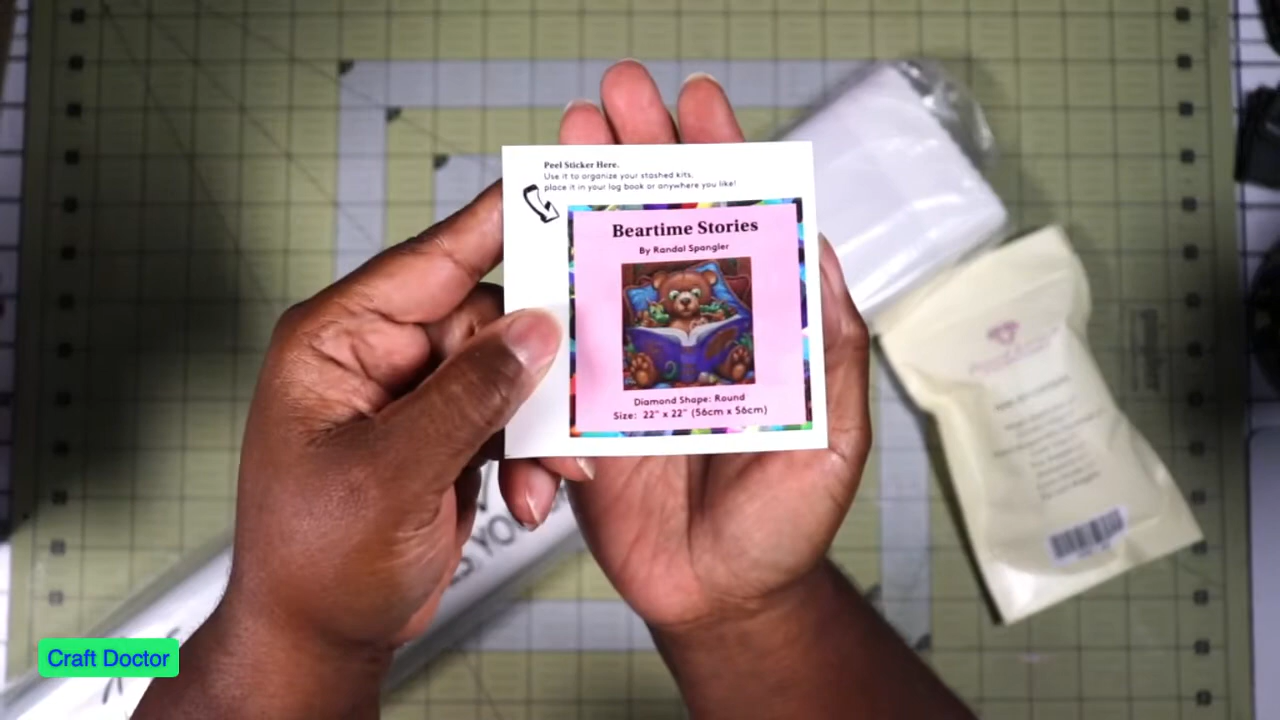 Peel Sticker Here.
Use it to organize your stashed kits,
place it in your log book or anywhere you like!
Beartime Stories
By Randal Spangler
Diamond Shape: Round
Size: 22" x 22" (56cm x 56cm)
Craft Doctor